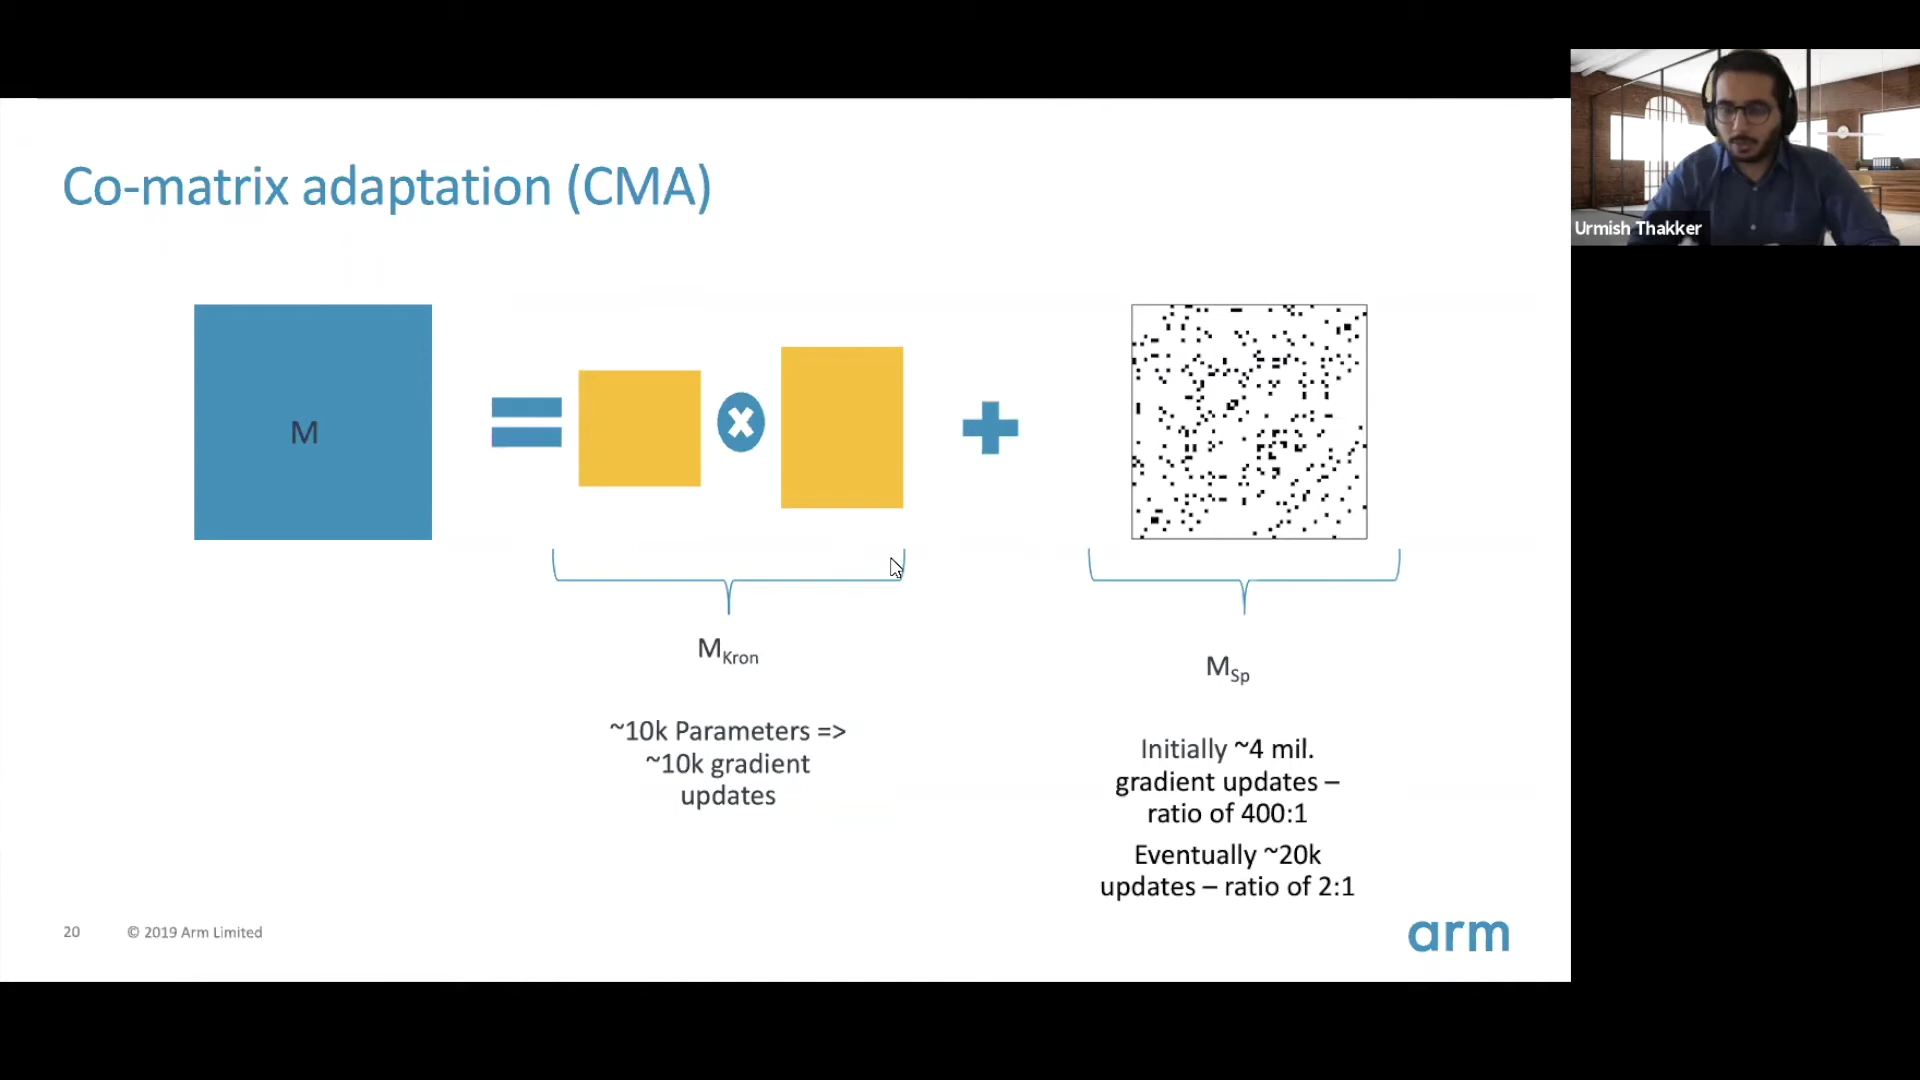 Co-matrix adaptation (CMA)
Urmish Thakker
M
M_Kron
~10k Parameters =>
~10k gradient
updates
M_Sp
Initially ~4 mil.
gradient updates –
ratio of 400:1
Eventually ~20k
updates – ratio of 2:1
20
© 2019 Arm Limited
arm